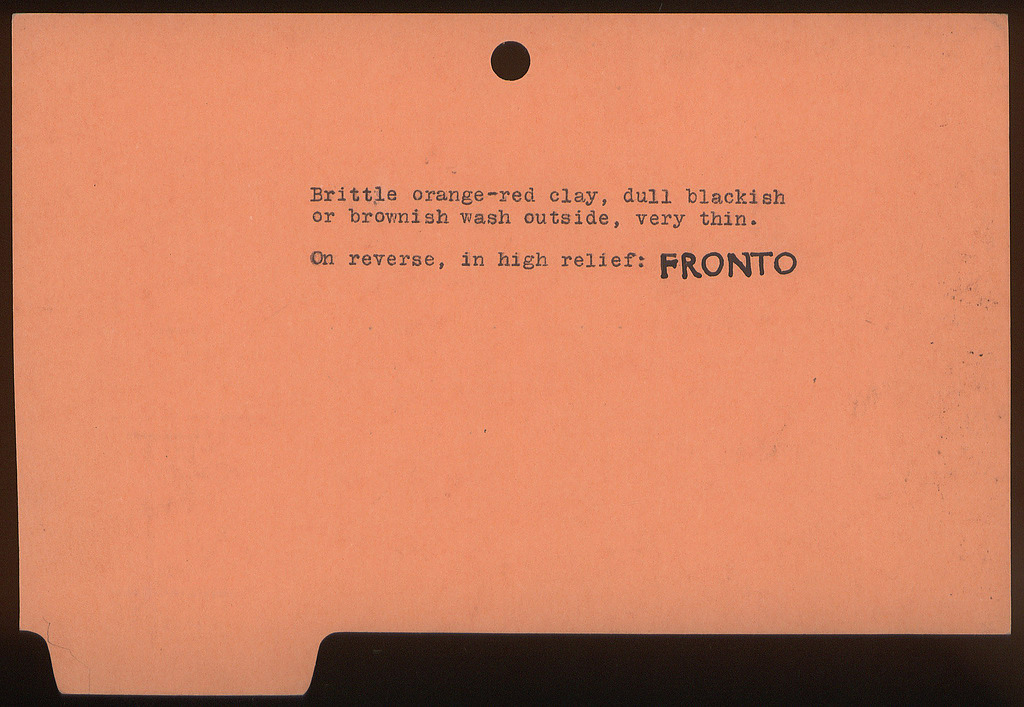 Brittle orange-red clay, dull blackish
or brownish wash outside, very thin.
On reverse, in high relief: FRONTO